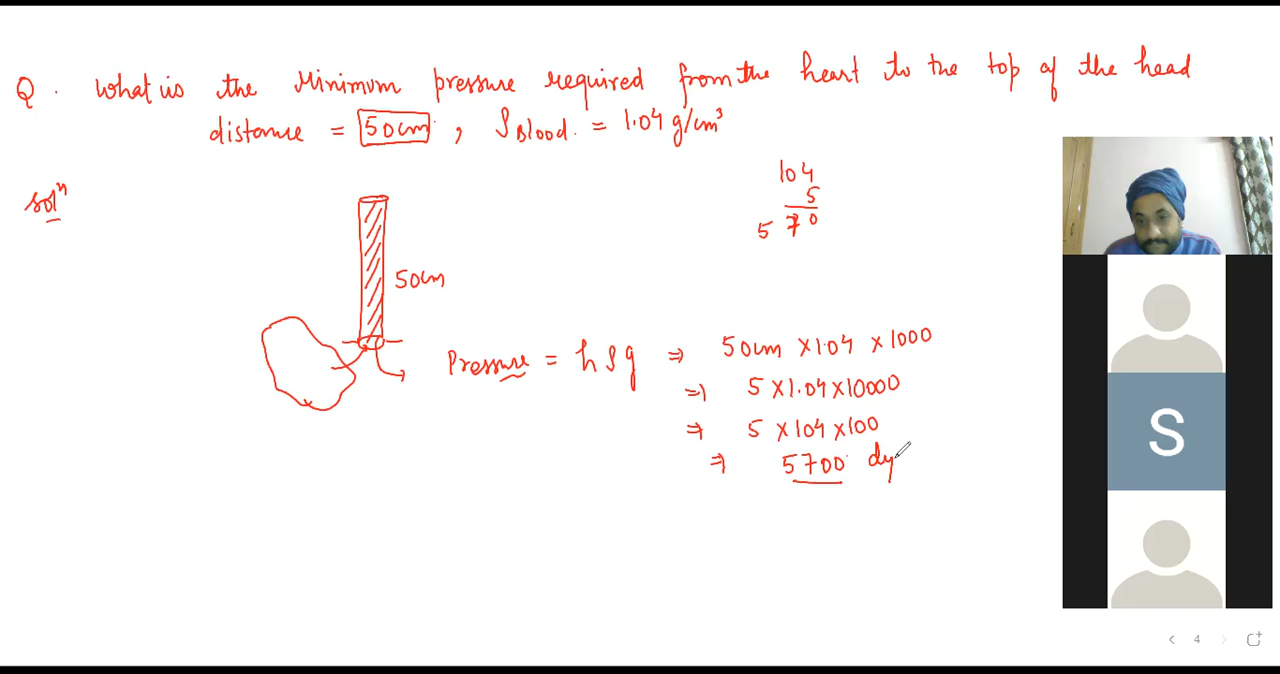 Q. What is the Minimum pressure required from the heart to the top of the head
distance = 50cm, ρBlood. = 1.04 g/cm³
Solⁿ
104
5
570
50cm
Pressure = hρg ⇒ 50cm × 1.04 × 1000
⇒ 5 × 1.04 × 10000
⇒ 5 × 104 × 100
⇒ 5700 dy
S
4